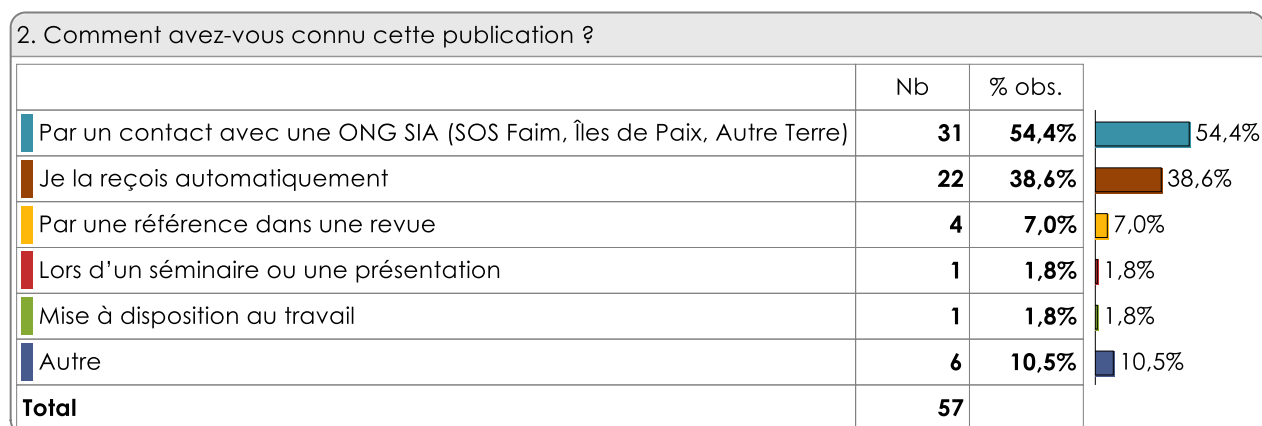 2. Comment avez-vous connu cette publication ?
Nb % obs.
Par un contact avec une ONG SIA (SOS Faim, Îles de Paix, Autre Terre) 31 54,4% 54,4%
Je la reçois automatiquement 22 38,6% 38,6%
Par une référence dans une revue 4 7,0% 7,0%
Lors d’un séminaire ou une présentation 1 1,8% 1,8%
Mise à disposition au travail 1 1,8% 1,8%
Autre 6 10,5% 10,5%
Total 57